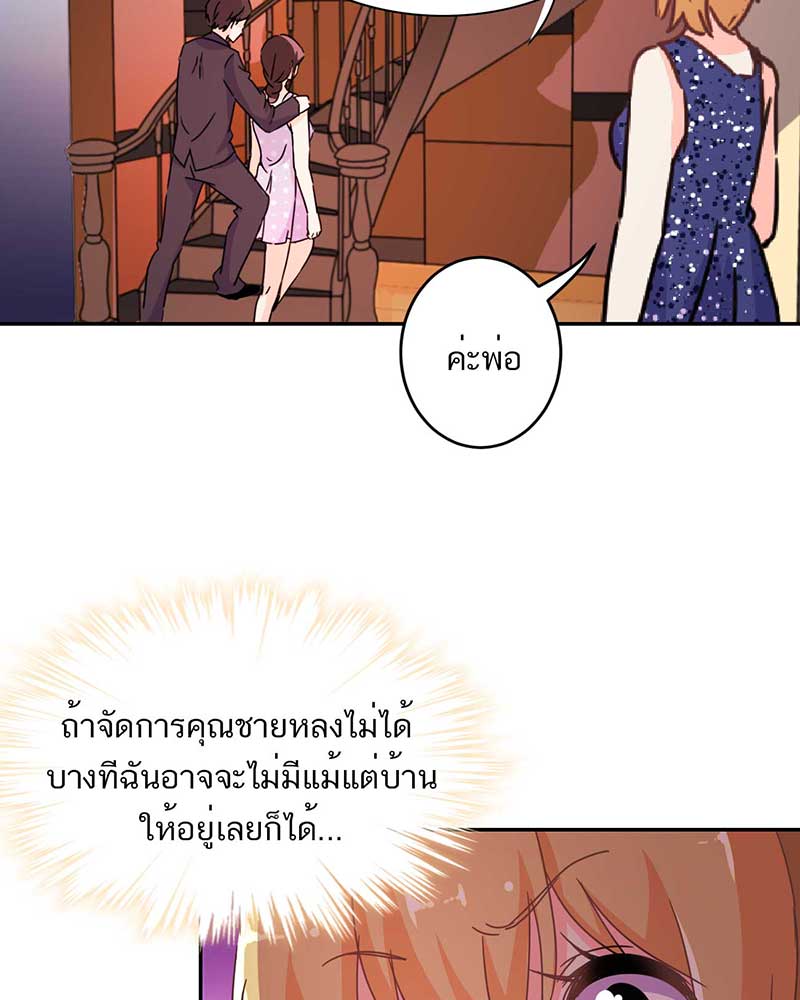 ค่ะพ่อ
ถ้าจัดการคุณชายหลงไม่ได้
บางทีฉันอาจจะไม่มีแม้แต่บ้าน
ให้อยู่เลยก็ได้...